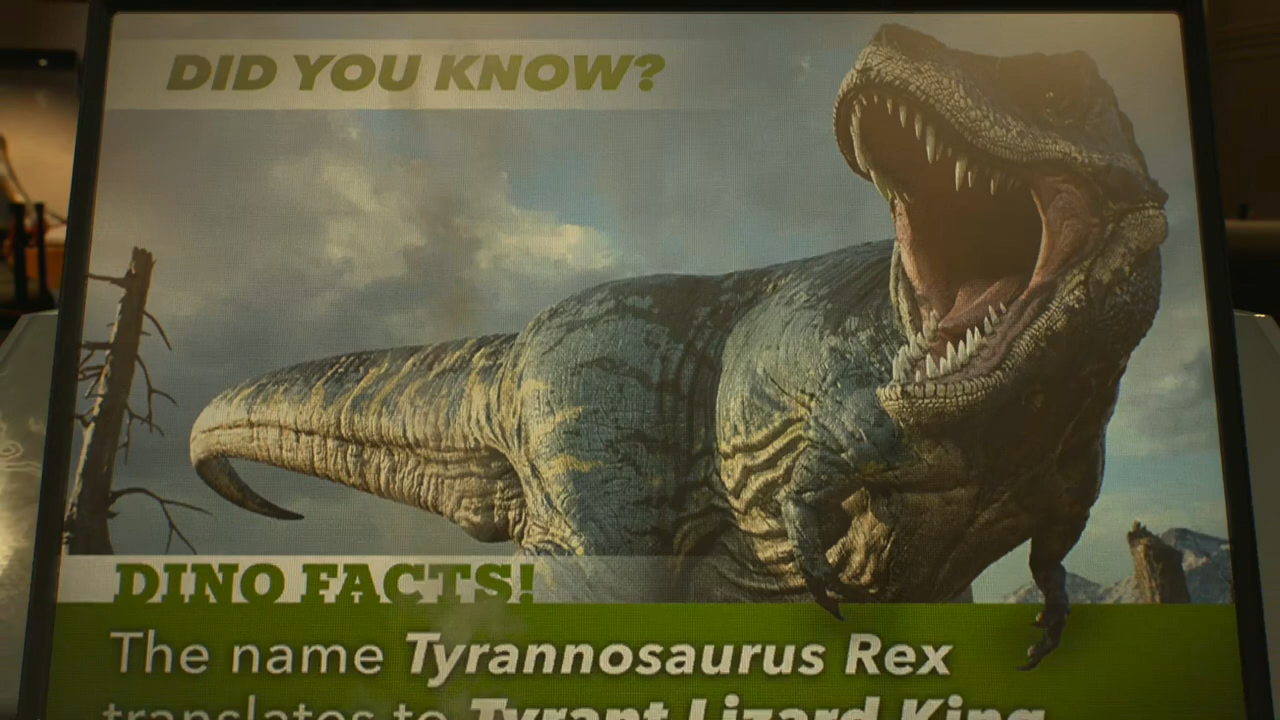 DID YOU KNOW?
DINO FACTS!
The name Tyrannosaurus Rex
translates to Tyrant Lizard King